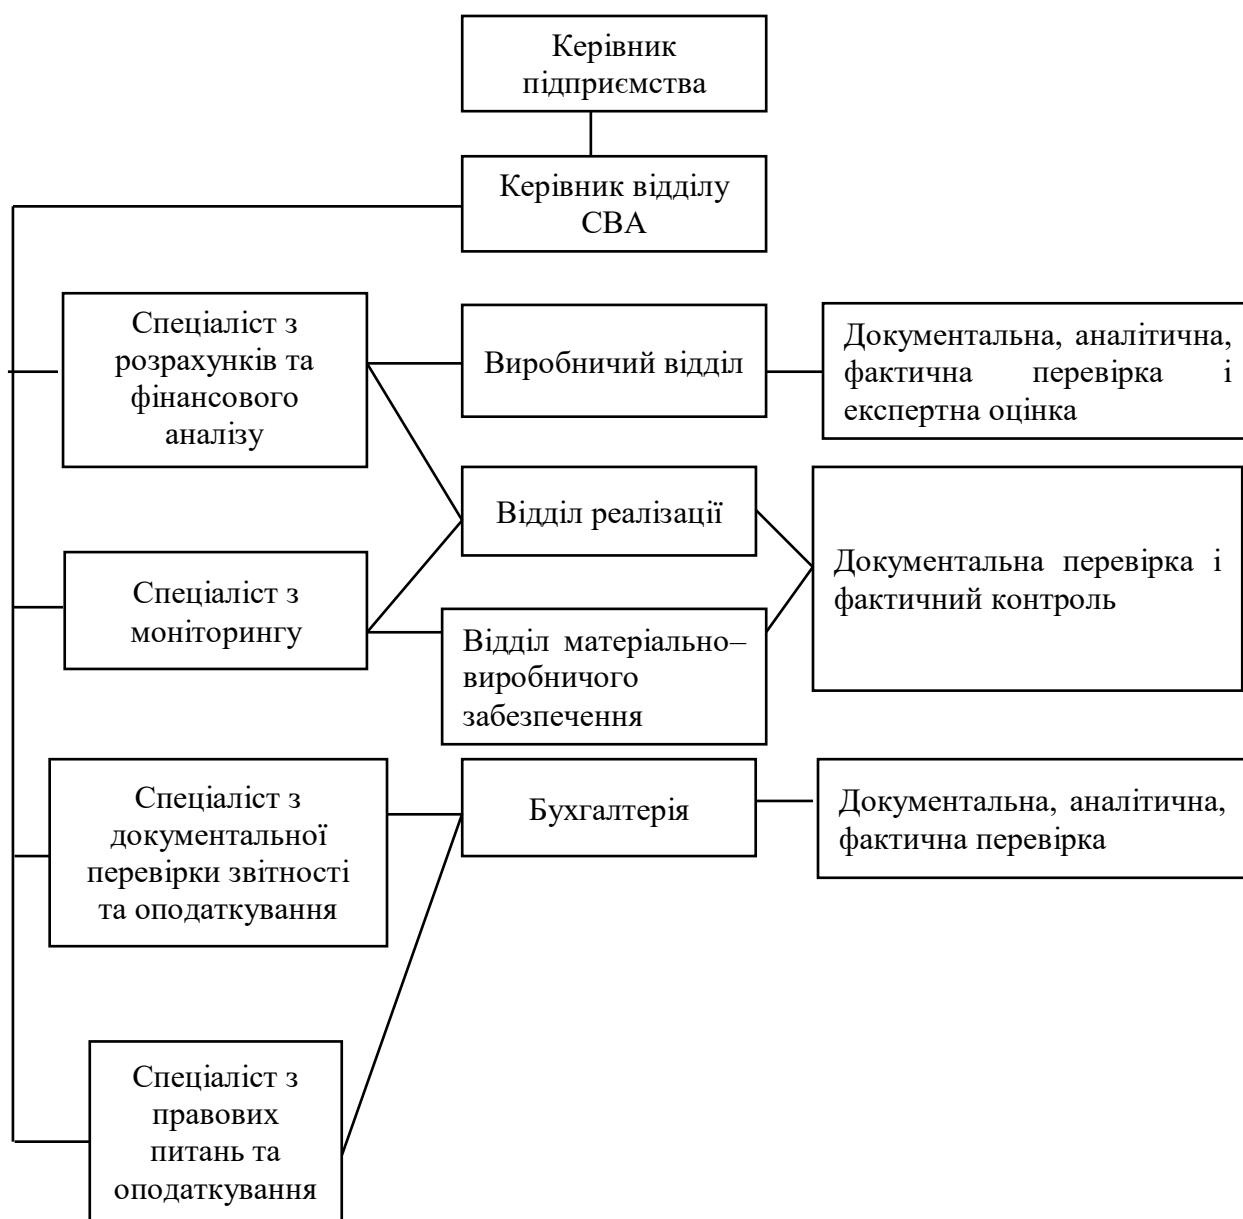 Керівник
підприємства
Керівник відділу
СВА
Спеціаліст з
розрахунків та
фінансового
аналізу
Виробничий відділ
Документальна, аналітична,
фактична перевірка і
експертна оцінка
Відділ реалізації
Документальна перевірка і
фактичний контроль
Спеціаліст з
моніторингу
Відділ матеріально–
виробничого
забезпечення
Спеціаліст з
документальної
перевірки звітності
та оподаткування
Бухгалтерія
Документальна, аналітична,
фактична перевірка
Спеціаліст з
правових
питань та
оподаткування